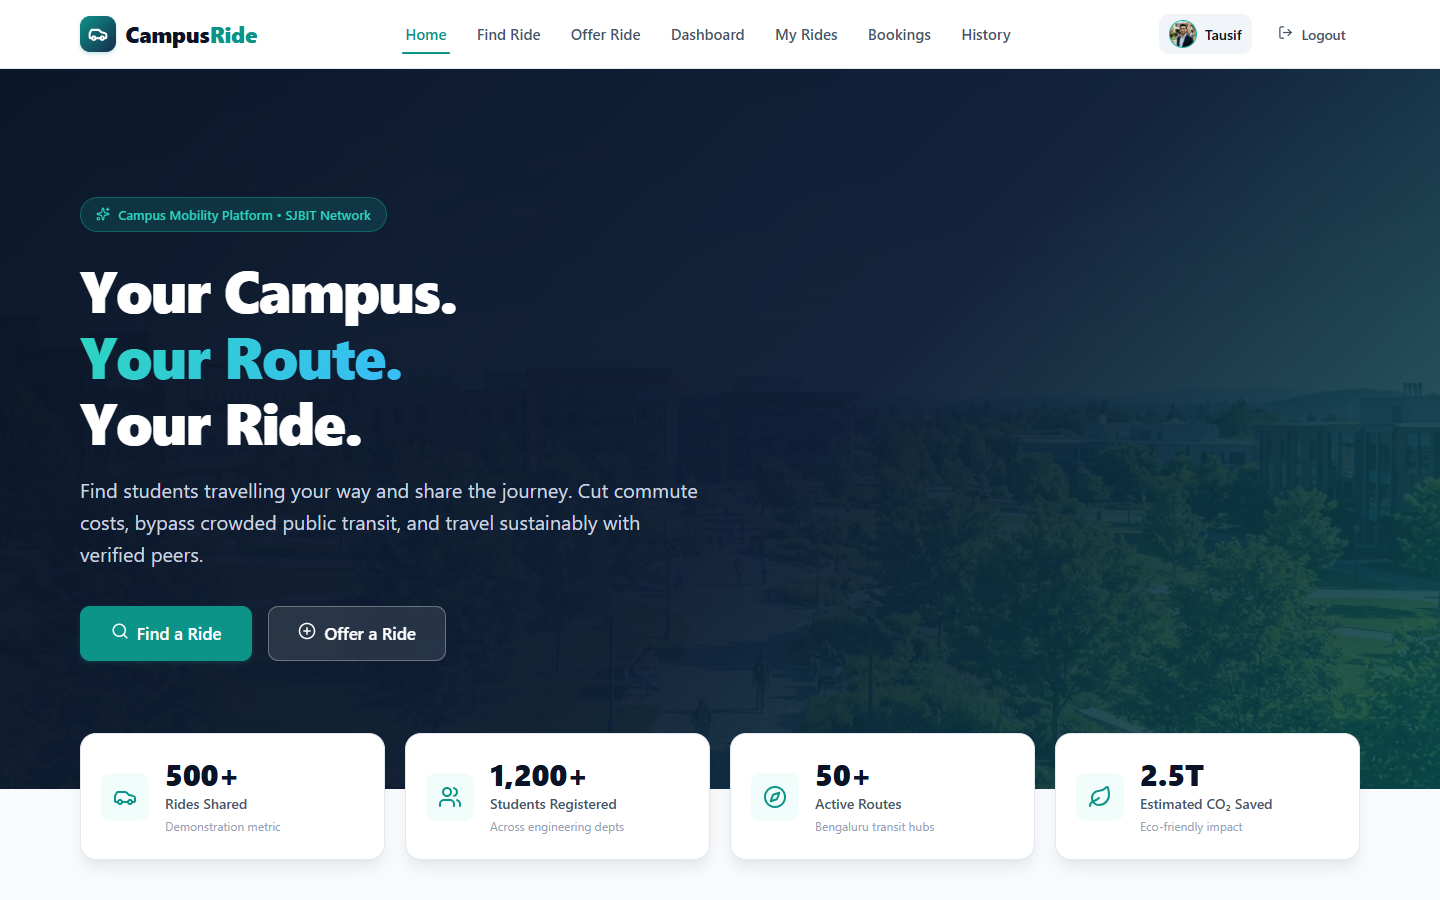 CampusRide
Home
Find Ride
Offer Ride
Dashboard
My Rides
Bookings
History
Tausif
Logout
Campus Mobility Platform • SJBIT Network
Your Campus.
Your Route.
Your Ride.
Find students travelling your way and share the journey. Cut commute
costs, bypass crowded public transit, and travel sustainably with
verified peers.
Find a Ride
Offer a Ride
500+
Rides Shared
Demonstration metric
1,200+
Students Registered
Across engineering depts
50+
Active Routes
Bengaluru transit hubs
2.5T
Estimated CO₂ Saved
Eco-friendly impact